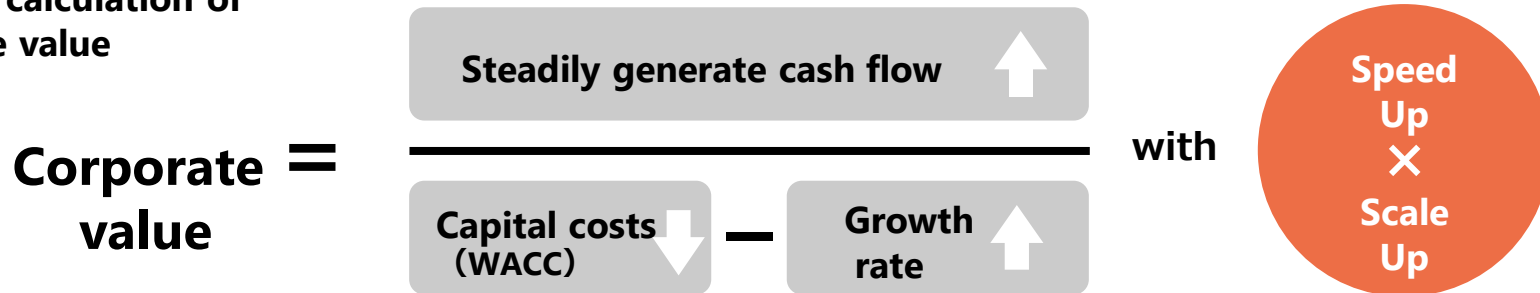 calculation of
value
Steadily generate cash flow
Corporate =
value
with
Capital costs
（WACC）
—
Growth
rate
Speed
Up
×
Scale
Up